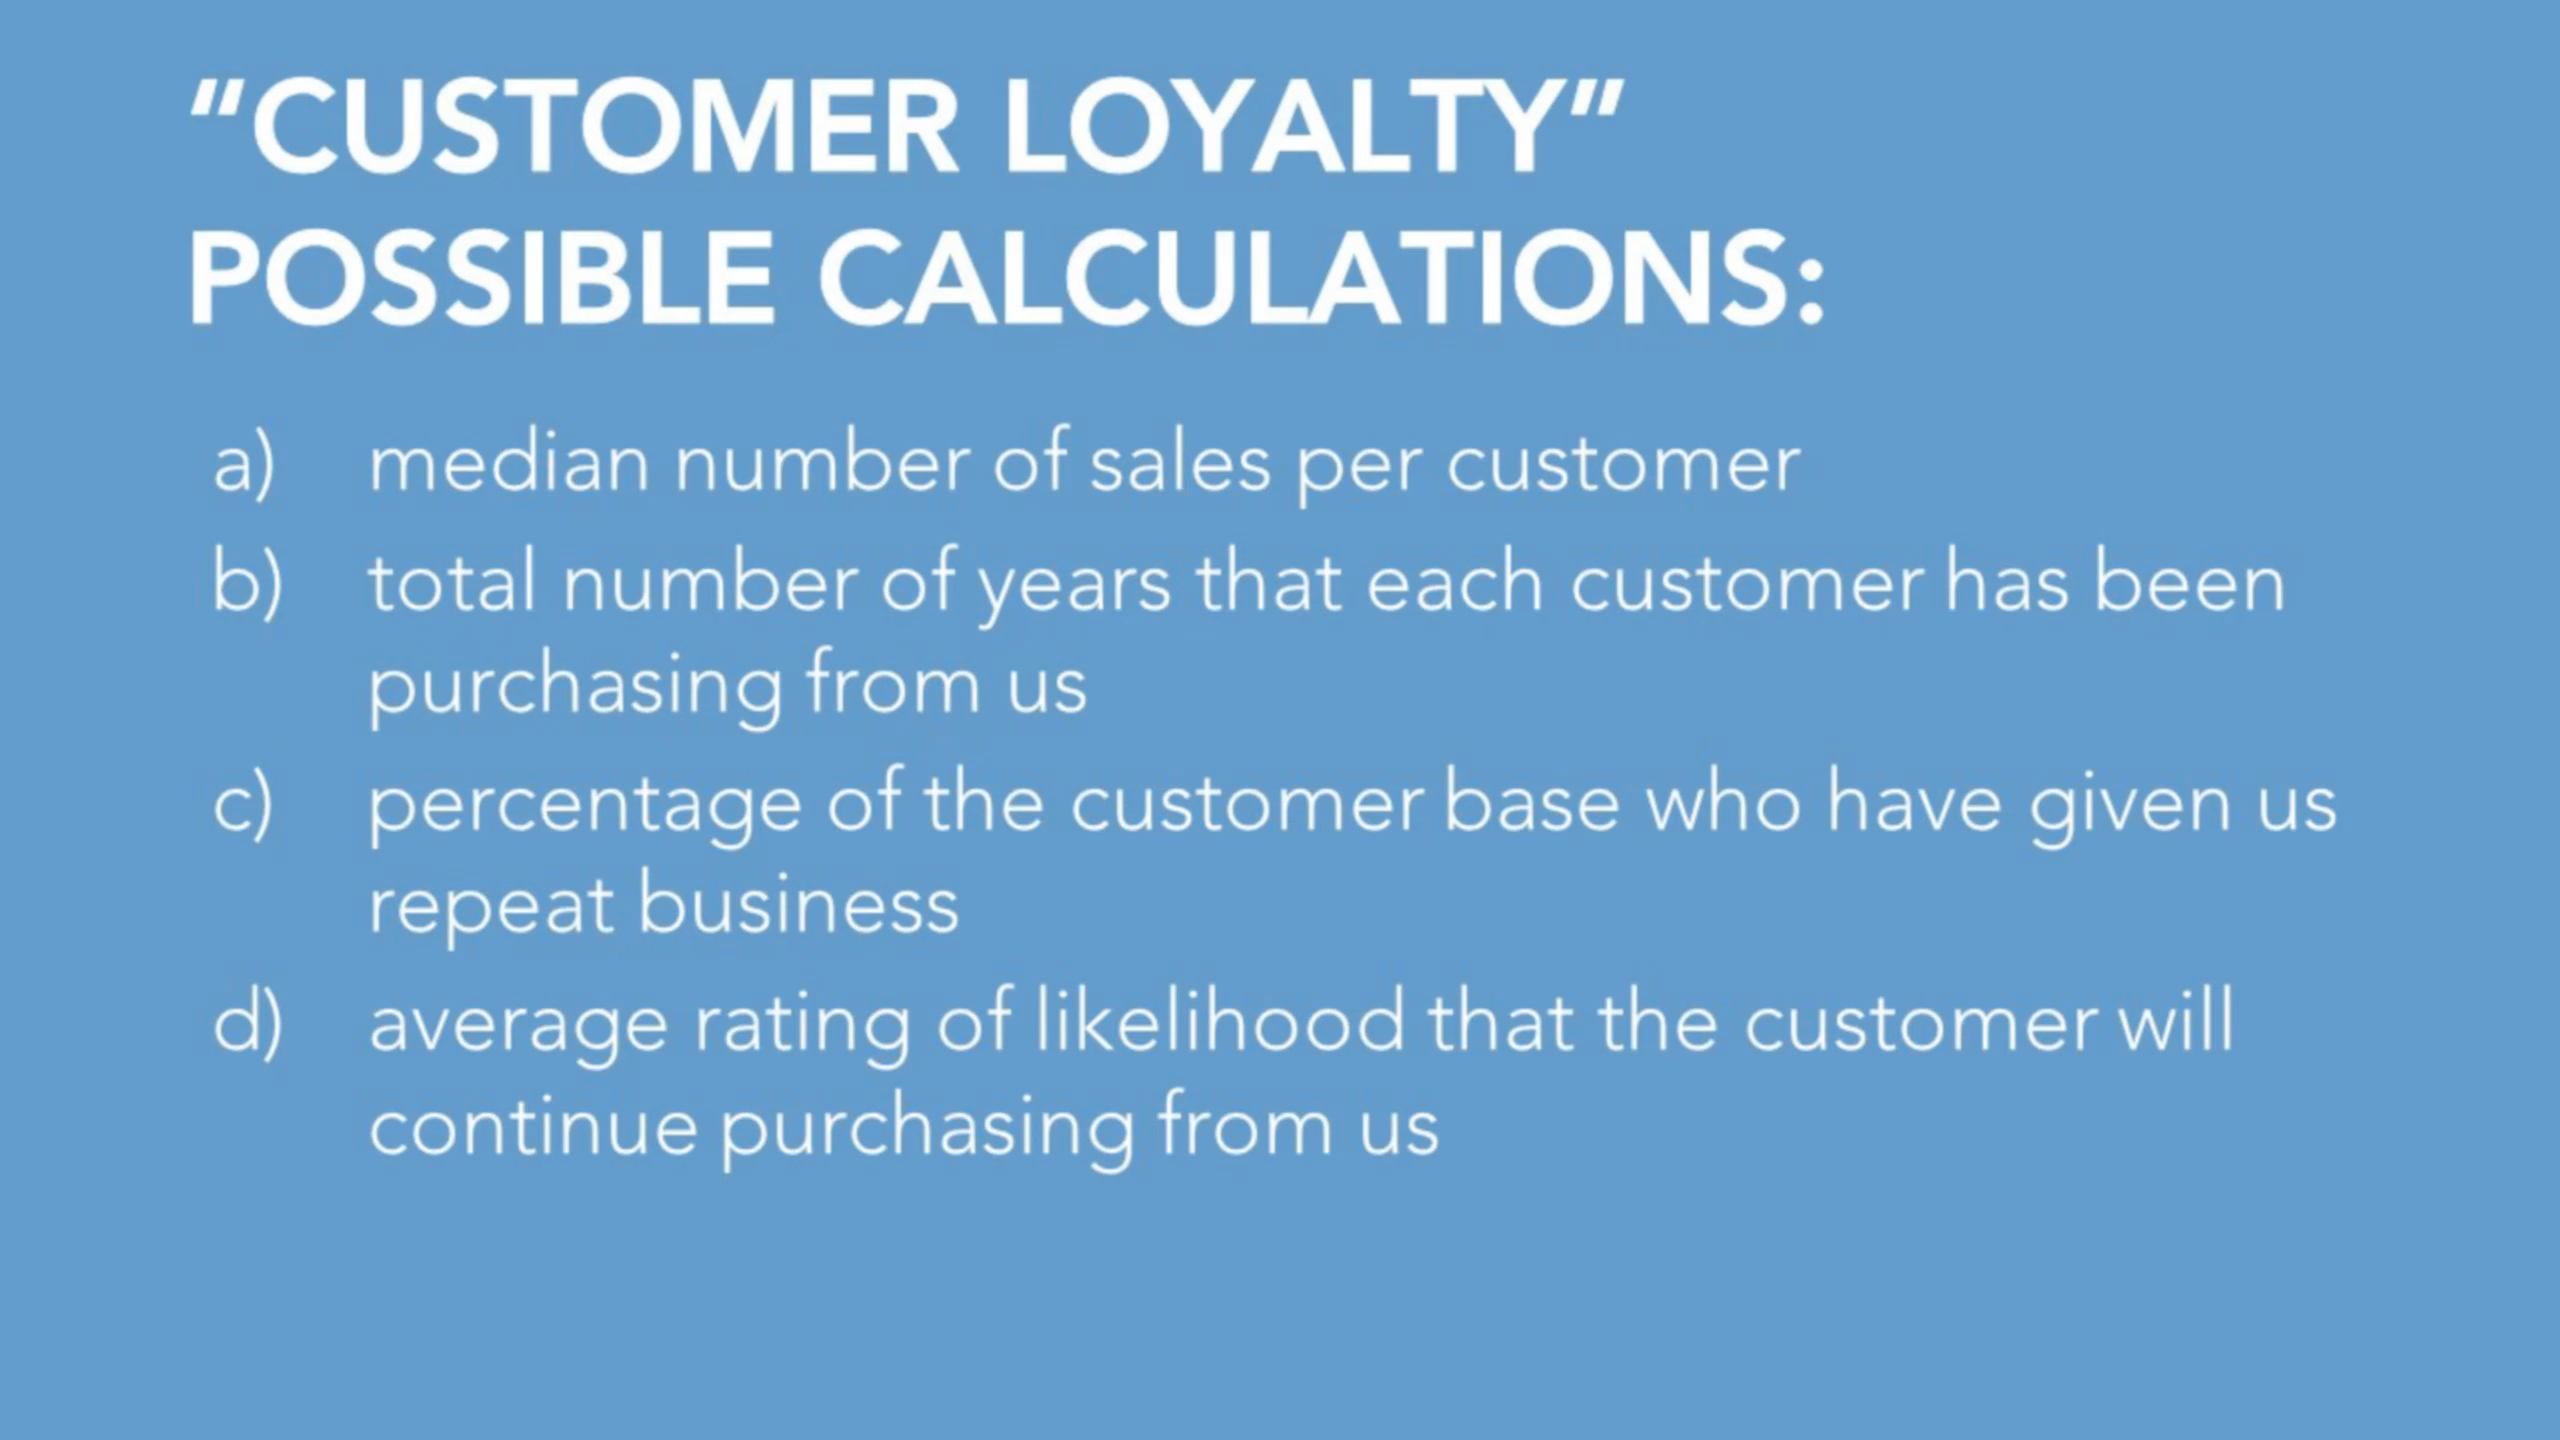 "CUSTOMER LOYALTY"
POSSIBLE CALCULATIONS:
a) median number of sales per customer
b) total number of years that each customer has been
purchasing from us
c) percentage of the customer base who have given us
repeat business
d) average rating of likelihood that the customer will
continue purchasing from us